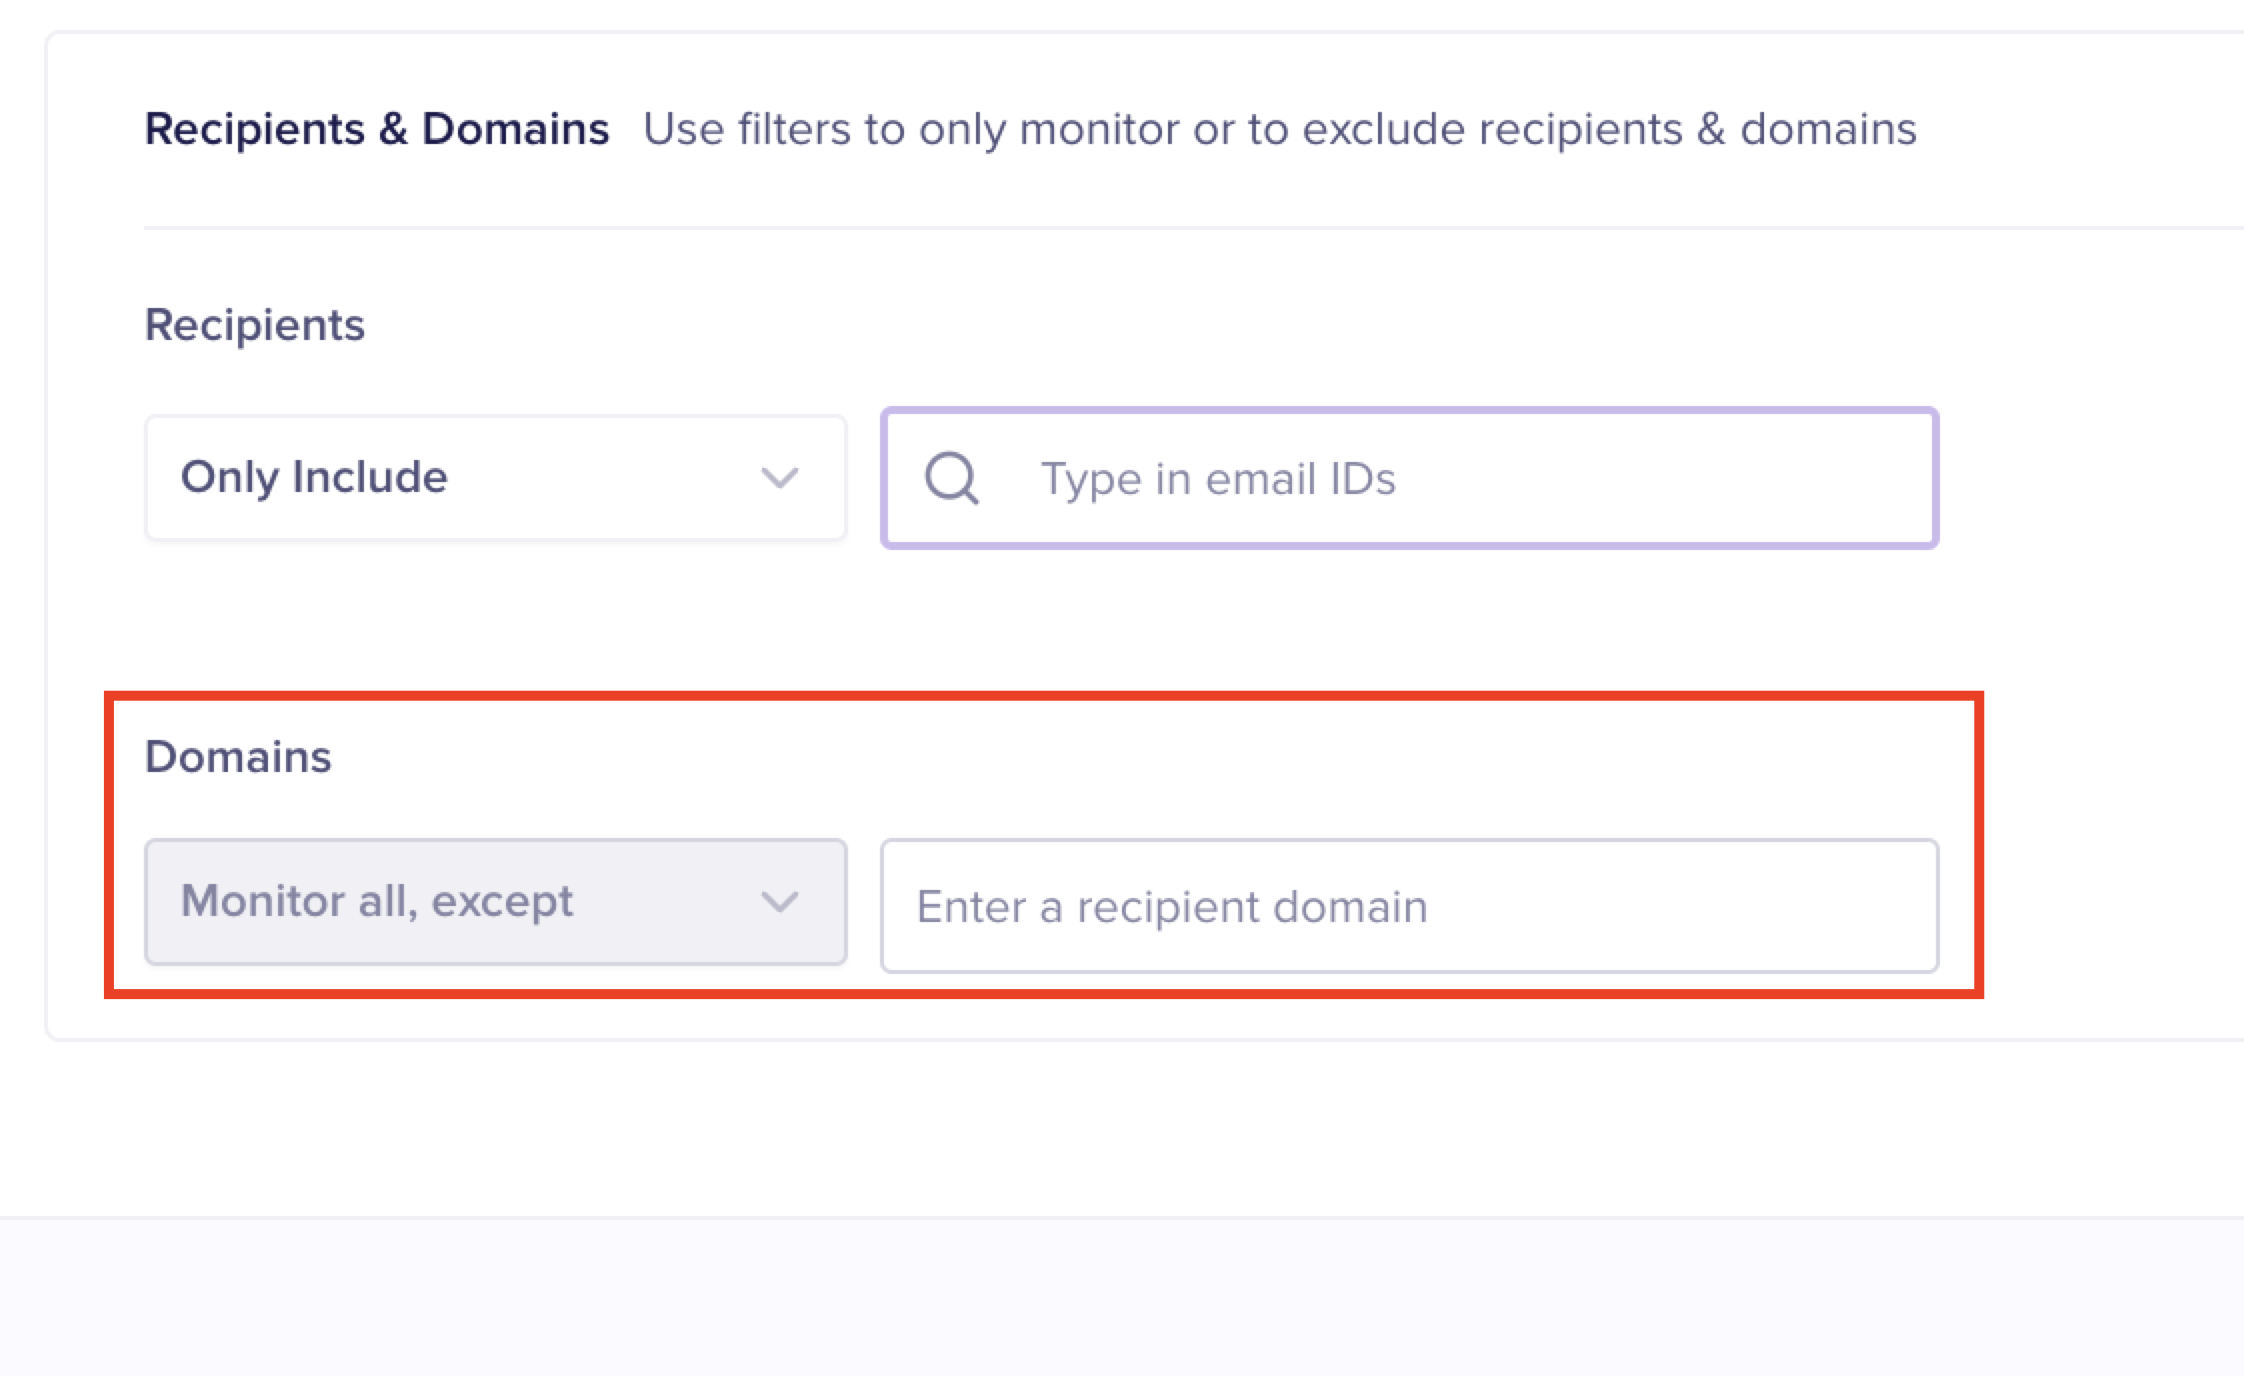 Recipients & Domains Use filters to only monitor or to exclude recipients & domains
Recipients
Only Include
Type in email IDs
Domains
Monitor all, except
Enter a recipient domain